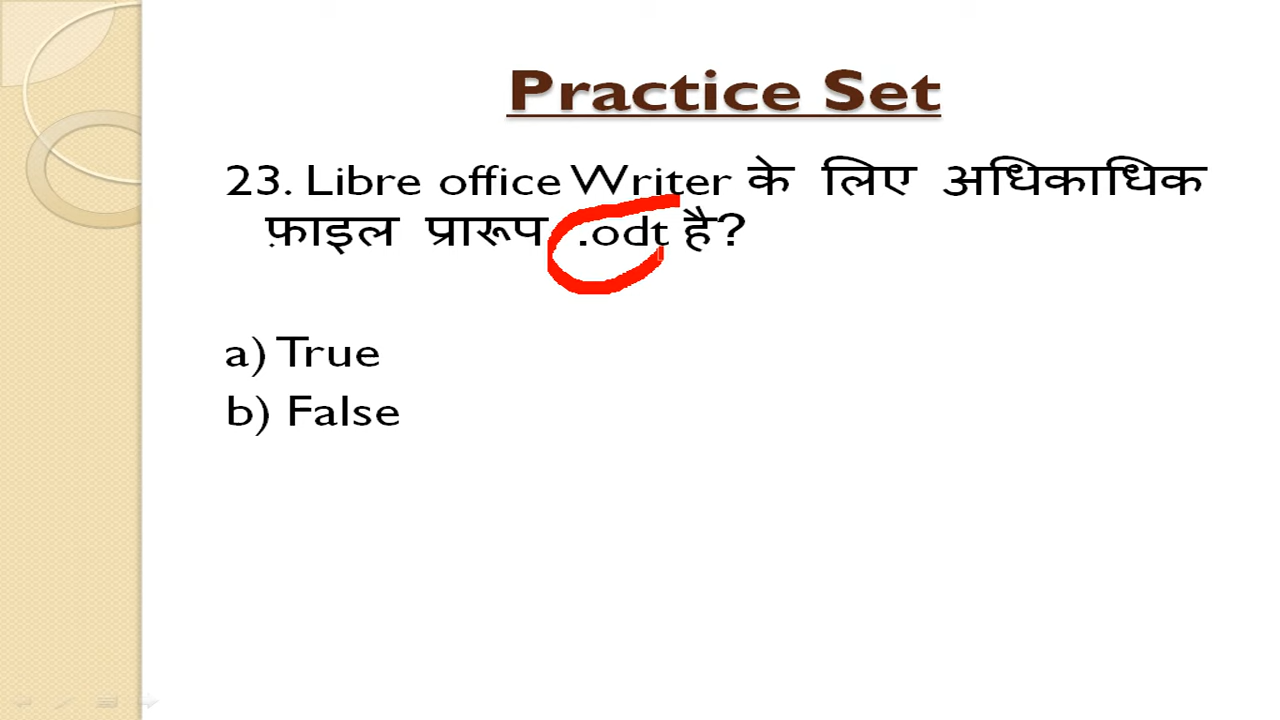 Practice Set
23. Libre office Writer के लिए अधिकाधिक
फ़ाइल प्रारूप .odt है?
a) True
b) False